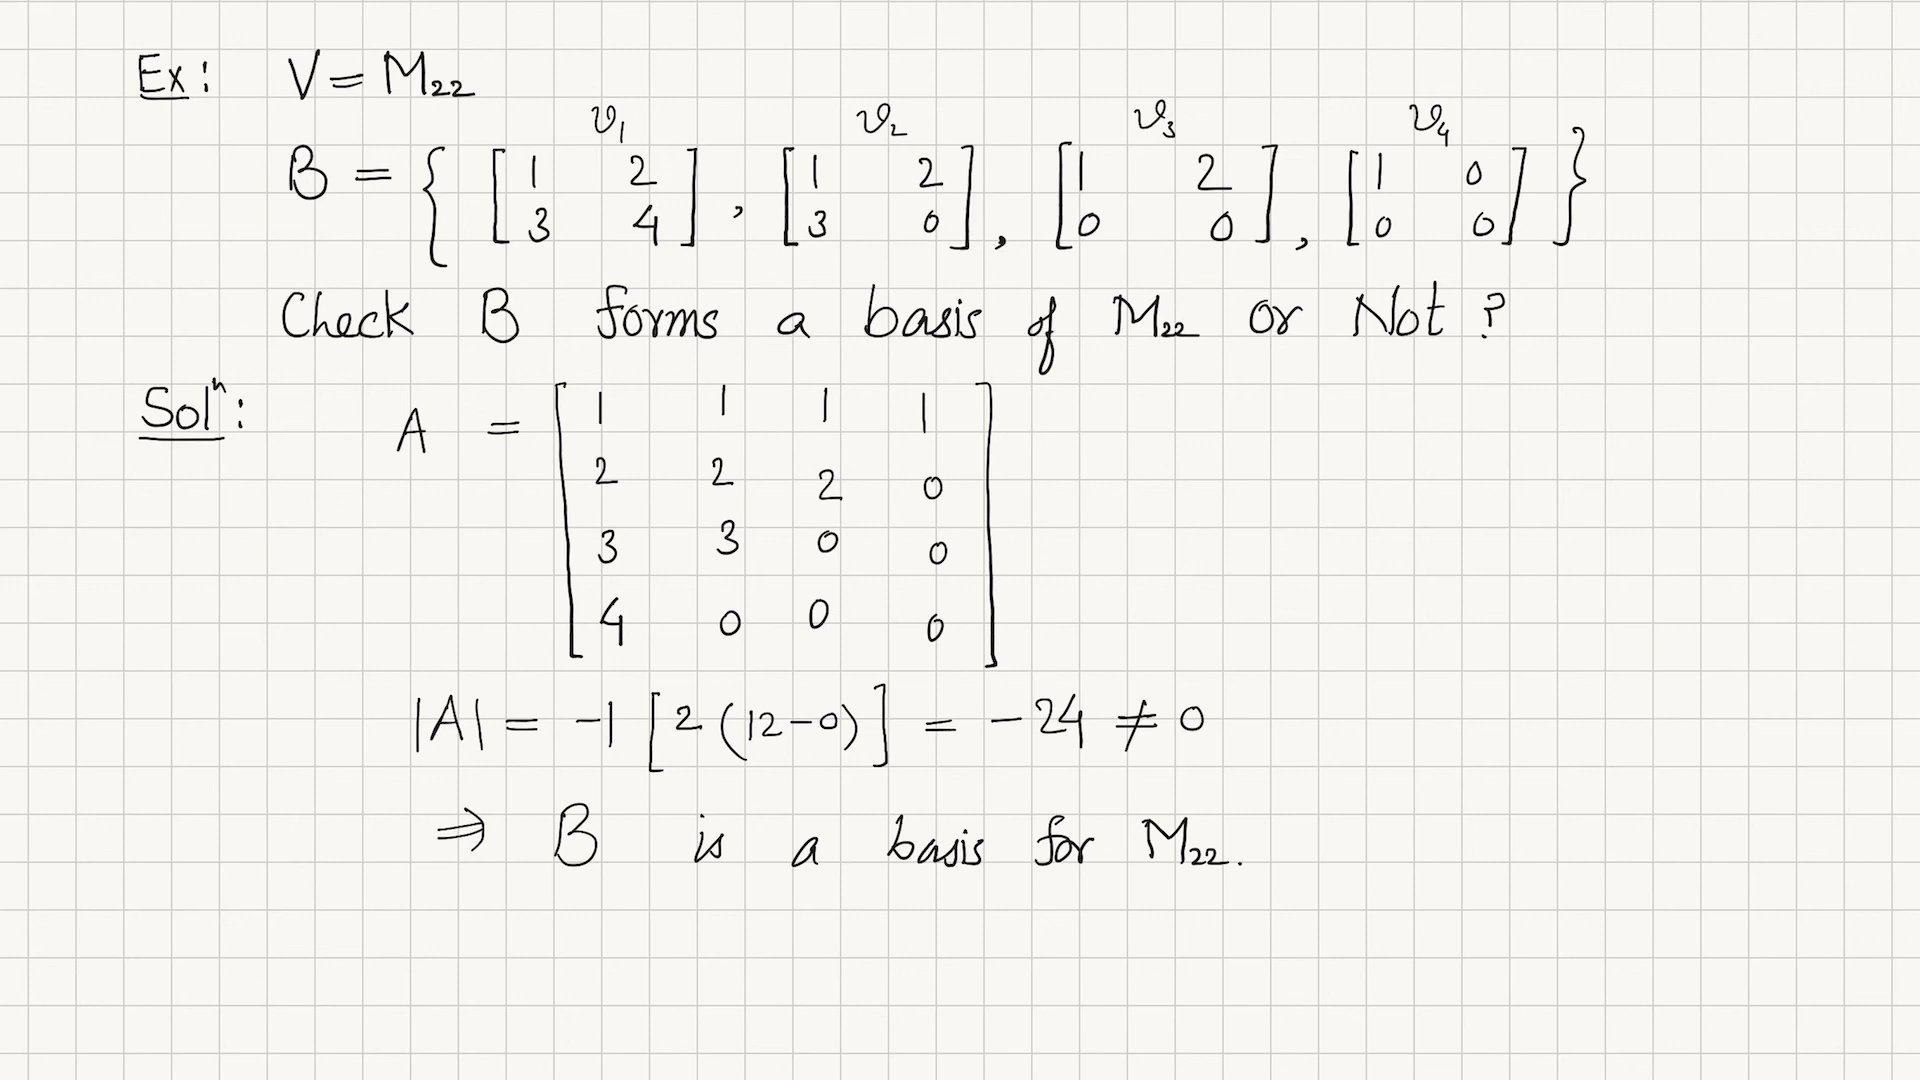 Ex: V = M₂₂
v₁ v₂ v₃ v₄
B = { [1 2; 3 4], [1 2; 3 0], [1 2; 0 0], [1 0; 0 0] }
Check B forms a basis of M₂₂ or Not ?
Solⁿ: A = [1 1 1 1
2 2 2 0
3 3 0 0
4 0 0 0]
|A| = -1 [2 (12-0)] = -24 ≠ 0
⇒ B is a basis for M₂₂.